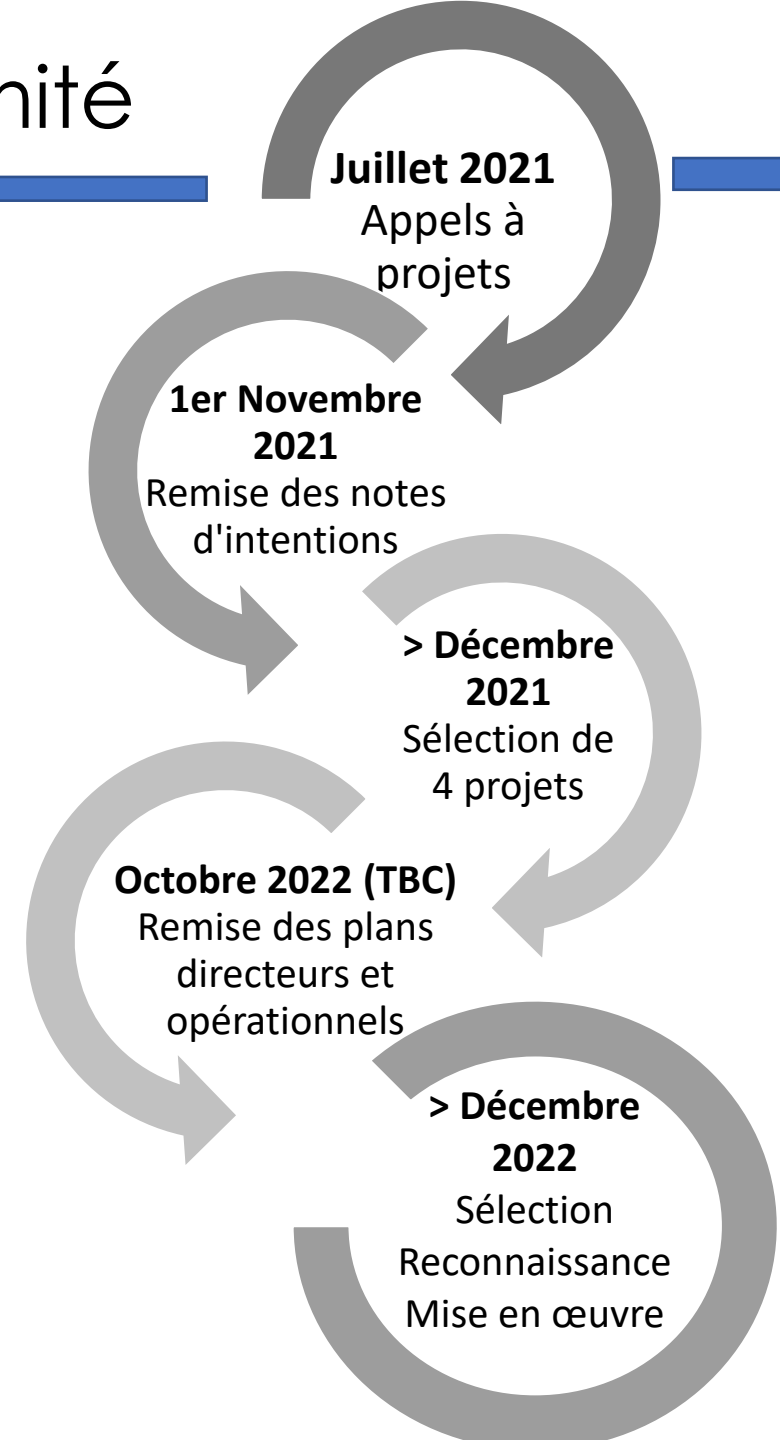 nité
Juillet 2021
Appels à
projets
1er Novembre
2021
Remise des notes
d'intentions
> Décembre
2021
Sélection de
4 projets
Octobre 2022 (TBC)
Remise des plans
directeurs et
opérationnels
> Décembre
2022
Sélection
Reconnaissance
Mise en œuvre